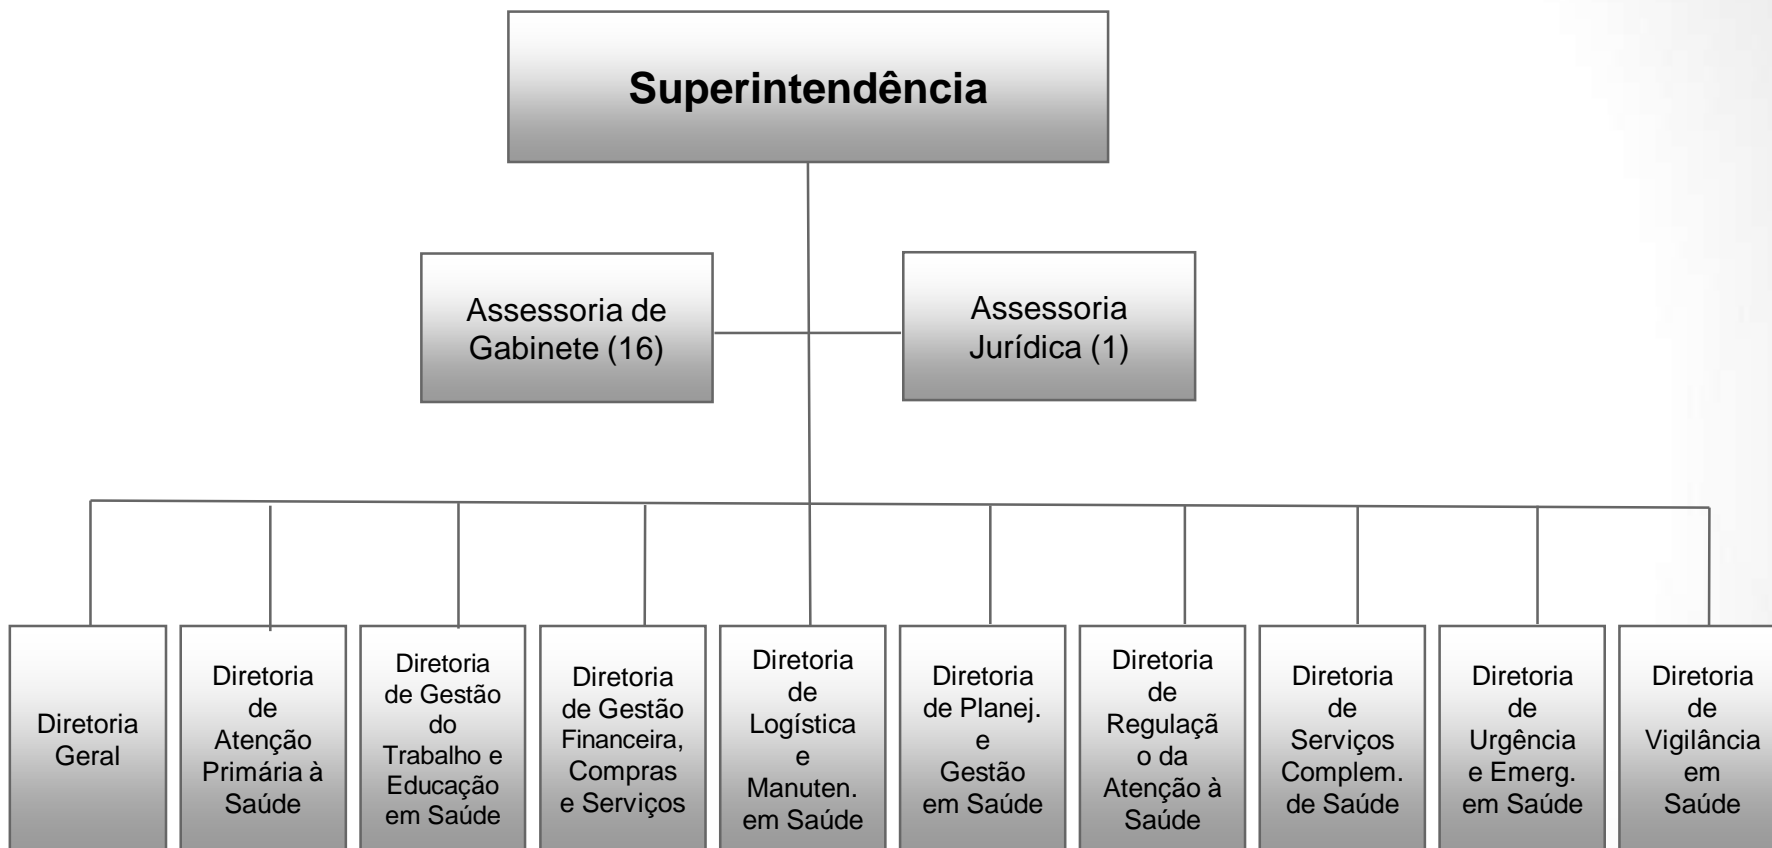 Superintendência
Assessoria de
Gabinete (16)
Assessoria
Jurídica (1)
Diretoria
Geral
Diretoria
de
Atenção
Primária à
Saúde
Diretoria
de Gestão
do
Trabalho e
Educação
em Saúde
Diretoria
de Gestão
Financeira,
Compras
e Serviços
Diretoria
de
Logística
e
Manuten.
em Saúde
Diretoria
de Planej.
e
Gestão
em Saúde
Diretoria
de
Regulaçã
o da
Atenção à
Saúde
Diretoria
de
Serviços
Complem.
de Saúde
Diretoria
de
Urgência
e Emerg.
em Saúde
Diretoria
de
Vigilância
em
Saúde